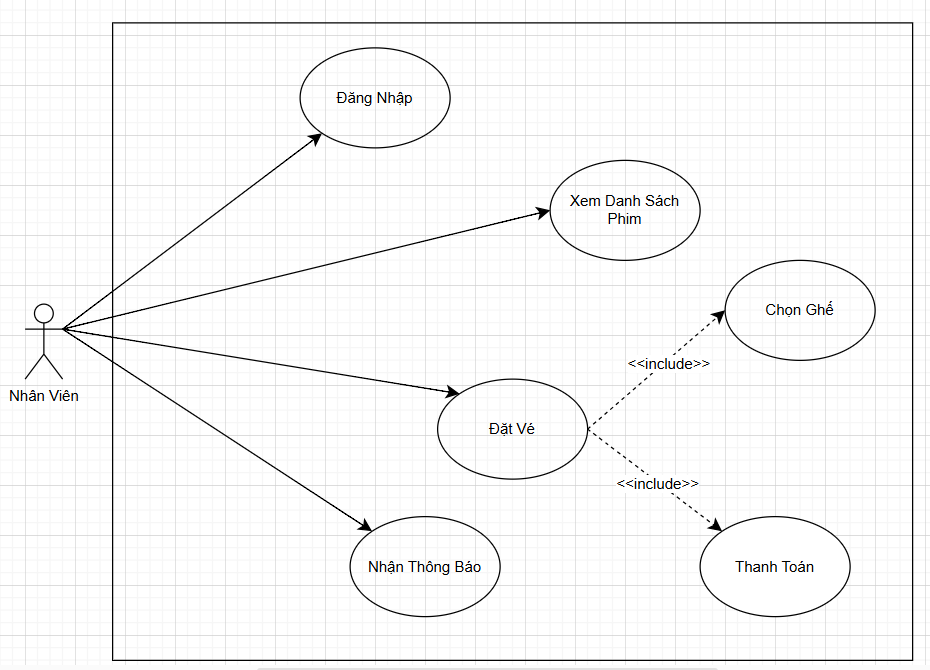 Đăng Nhập
Xem Danh Sách
Phim
Chọn Ghế
<<include>>
Nhân Viên
Đặt Vé
<<include>>
Nhận Thông Báo
Thanh Toán